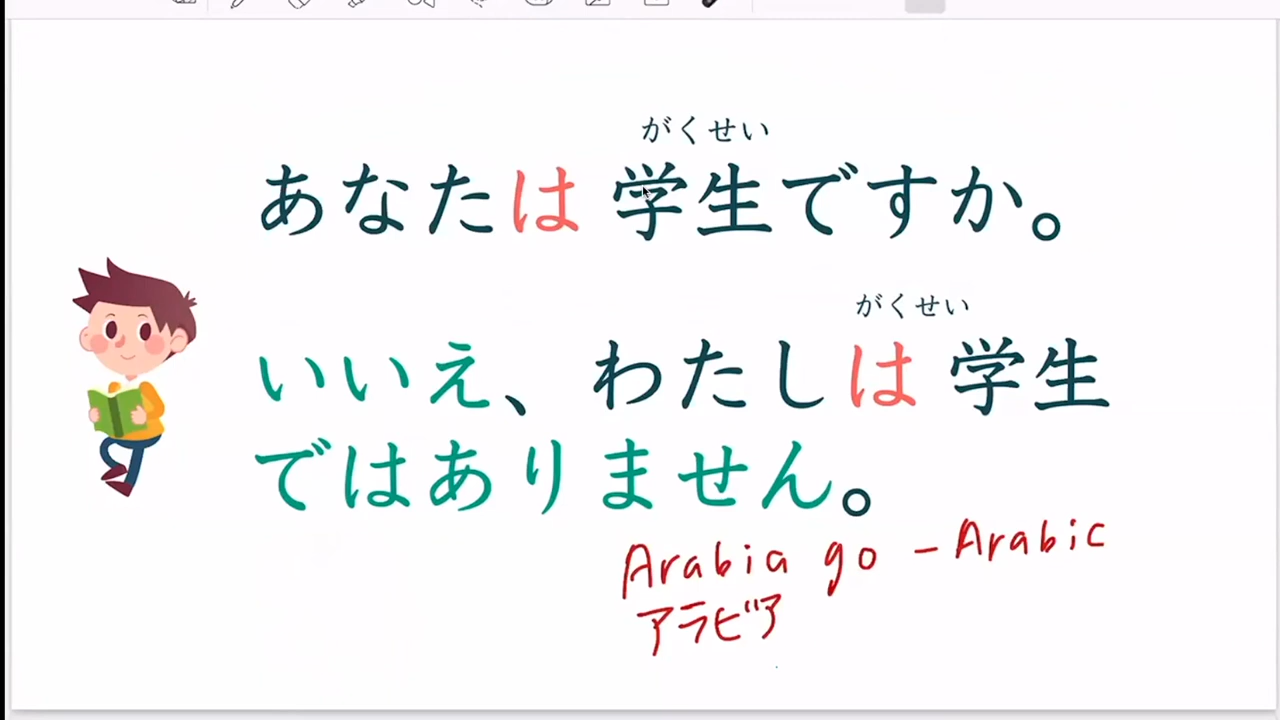 がくせい
あなたは 学生ですか。
がくせい
いいえ、わたしは 学生
ではありません。
Arabia go - Arabic
アラビア